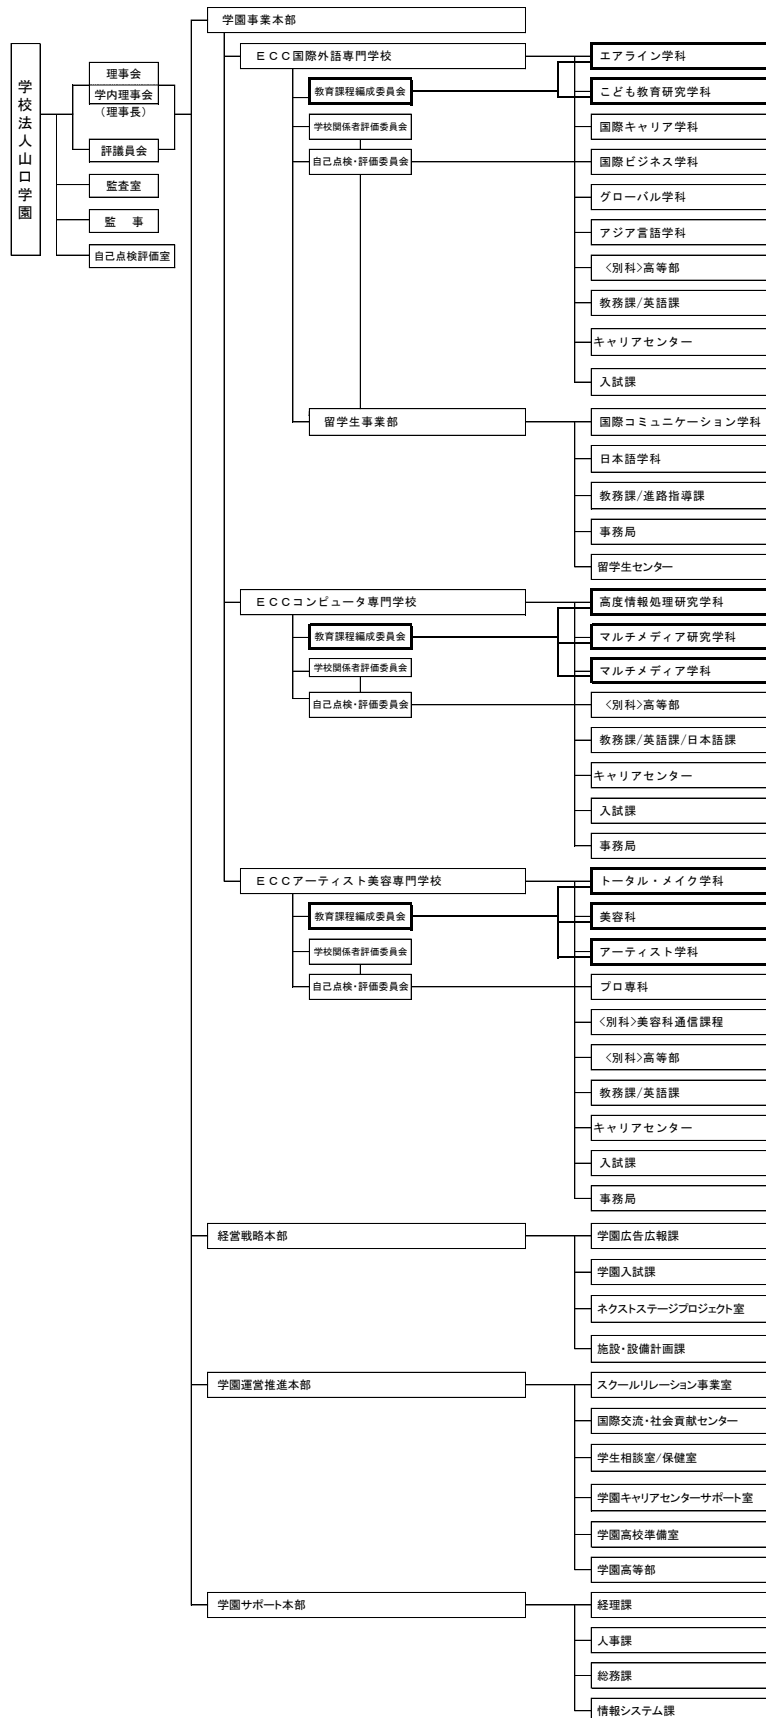 学校法人山口学園
理事会
学内理事会
(理事長)
評議員会
監査室
監　事
自己点検評価室
学園事業本部
ＥＣＣ国際外語専門学校
教育課程編成委員会
学校関係者評価委員会
自己点検・評価委員会
エアライン学科
こども教育研究学科
国際キャリア学科
国際ビジネス学科
グローバル学科
アジア言語学科
<別科>高等部
教務課/英語課
キャリアセンター
入試課
留学生事業部
国際コミュニケーション学科
日本語学科
教務課/進路指導課
事務局
留学生センター
ＥＣＣコンピュータ専門学校
教育課程編成委員会
学校関係者評価委員会
自己点検・評価委員会
高度情報処理研究学科
マルチメディア研究学科
マルチメディア学科
<別科>高等部
教務課/英語課/日本語課
キャリアセンター
入試課
事務局
ＥＣＣアーティスト美容専門学校
教育課程編成委員会
学校関係者評価委員会
自己点検・評価委員会
トータル・メイク学科
美容科
アーティスト学科
プロ専科
<別科>美容科通信課程
<別科>高等部
教務課/英語課
キャリアセンター
入試課
事務局
経営戦略本部
学園広告広報課
学園入試課
ネクストステージプロジェクト室
施設・設備計画課
学園運営推進本部
スクールリレーション事業室
国際交流・社会貢献センター
学生相談室/保健室
学園キャリアセンターサポート室
学園高校準備室
学園高等部
学園サポート本部
経理課
人事課
総務課
情報システム課